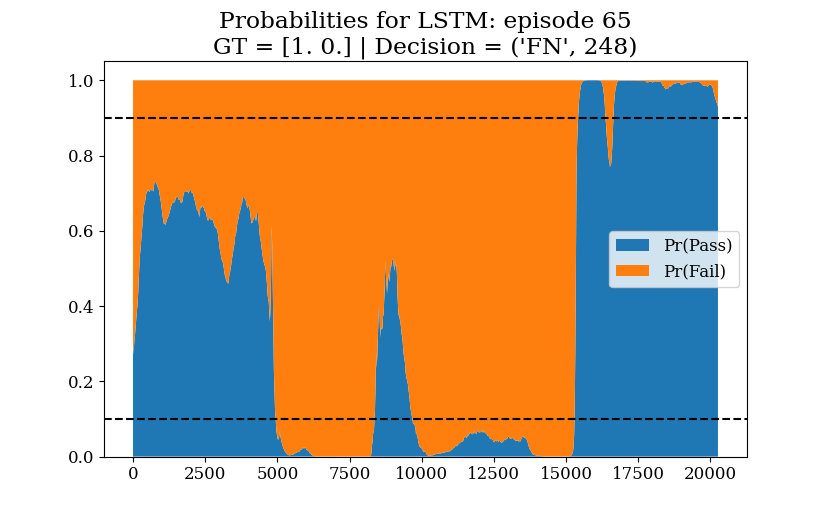 Probabilities for LSTM: episode 65
GT = [1. 0.] | Decision = ('FN', 248)
1.0
0.8
0.6
0.4
0.2
0.0
Pr(Pass)
Pr(Fail)
0 2500 5000 7500 10000 12500 15000 17500 20000